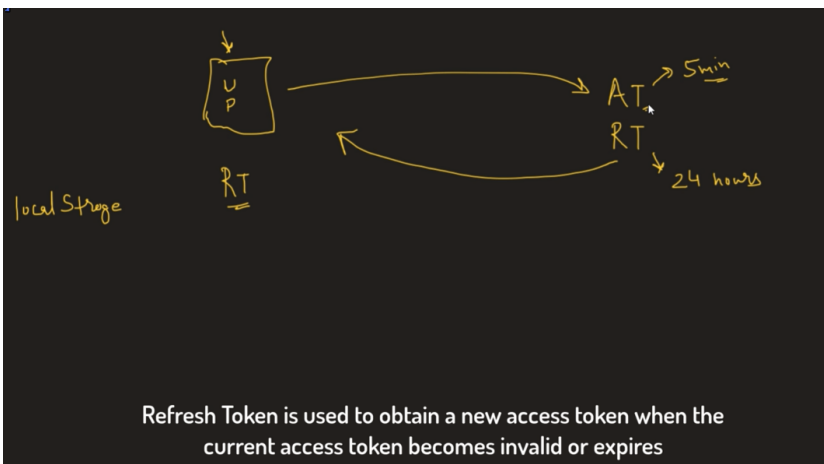 U
P
AT
5min
RT
24 hours
RT
local Stroge
Refresh Token is used to obtain a new access token when the
current access token becomes invalid or expires